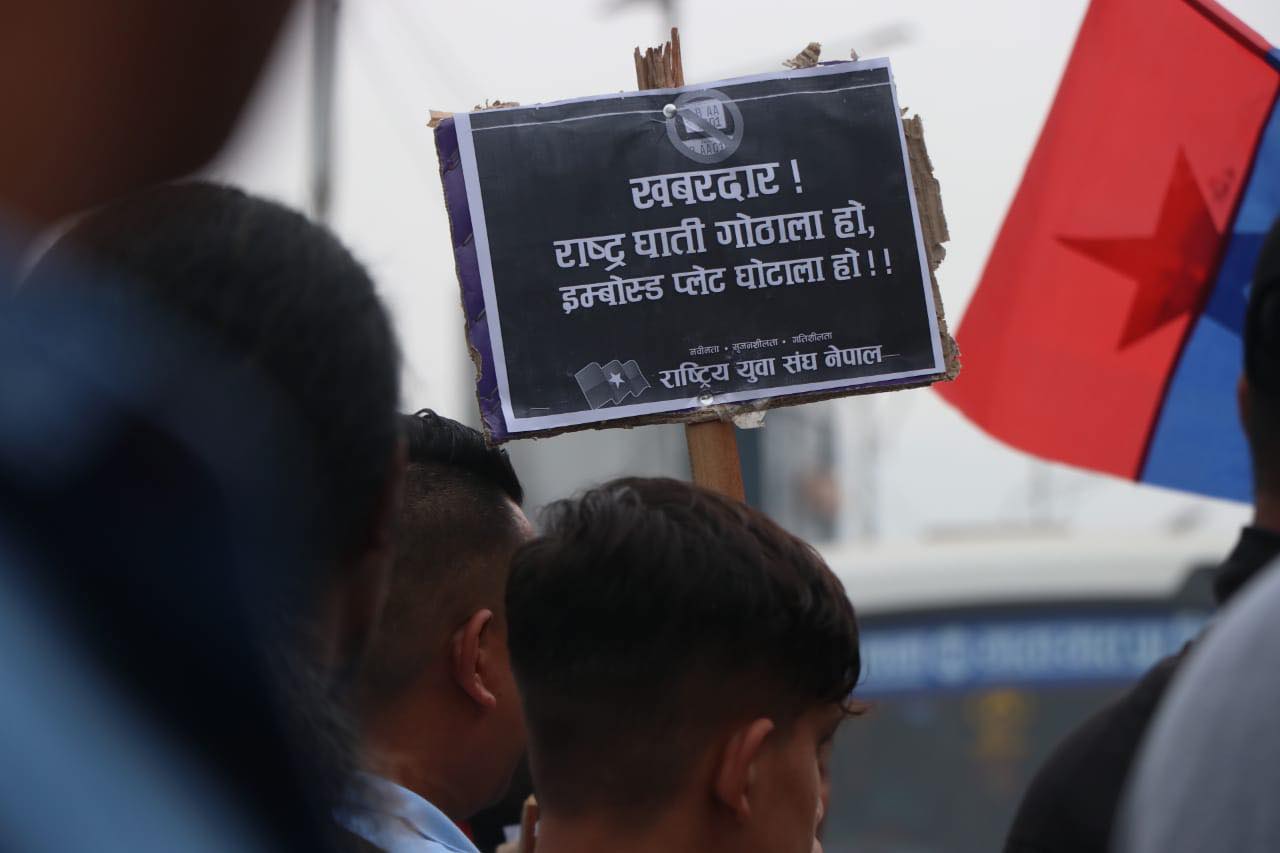 खबरदार !
राष्ट्र घाती गोठाला हो,
इम्बोस्ड प्लेट घोटाला हो ! !
नवीनता • सृजनशीलता • गतिशीलता
राष्ट्रिय युवा संघ नेपाल